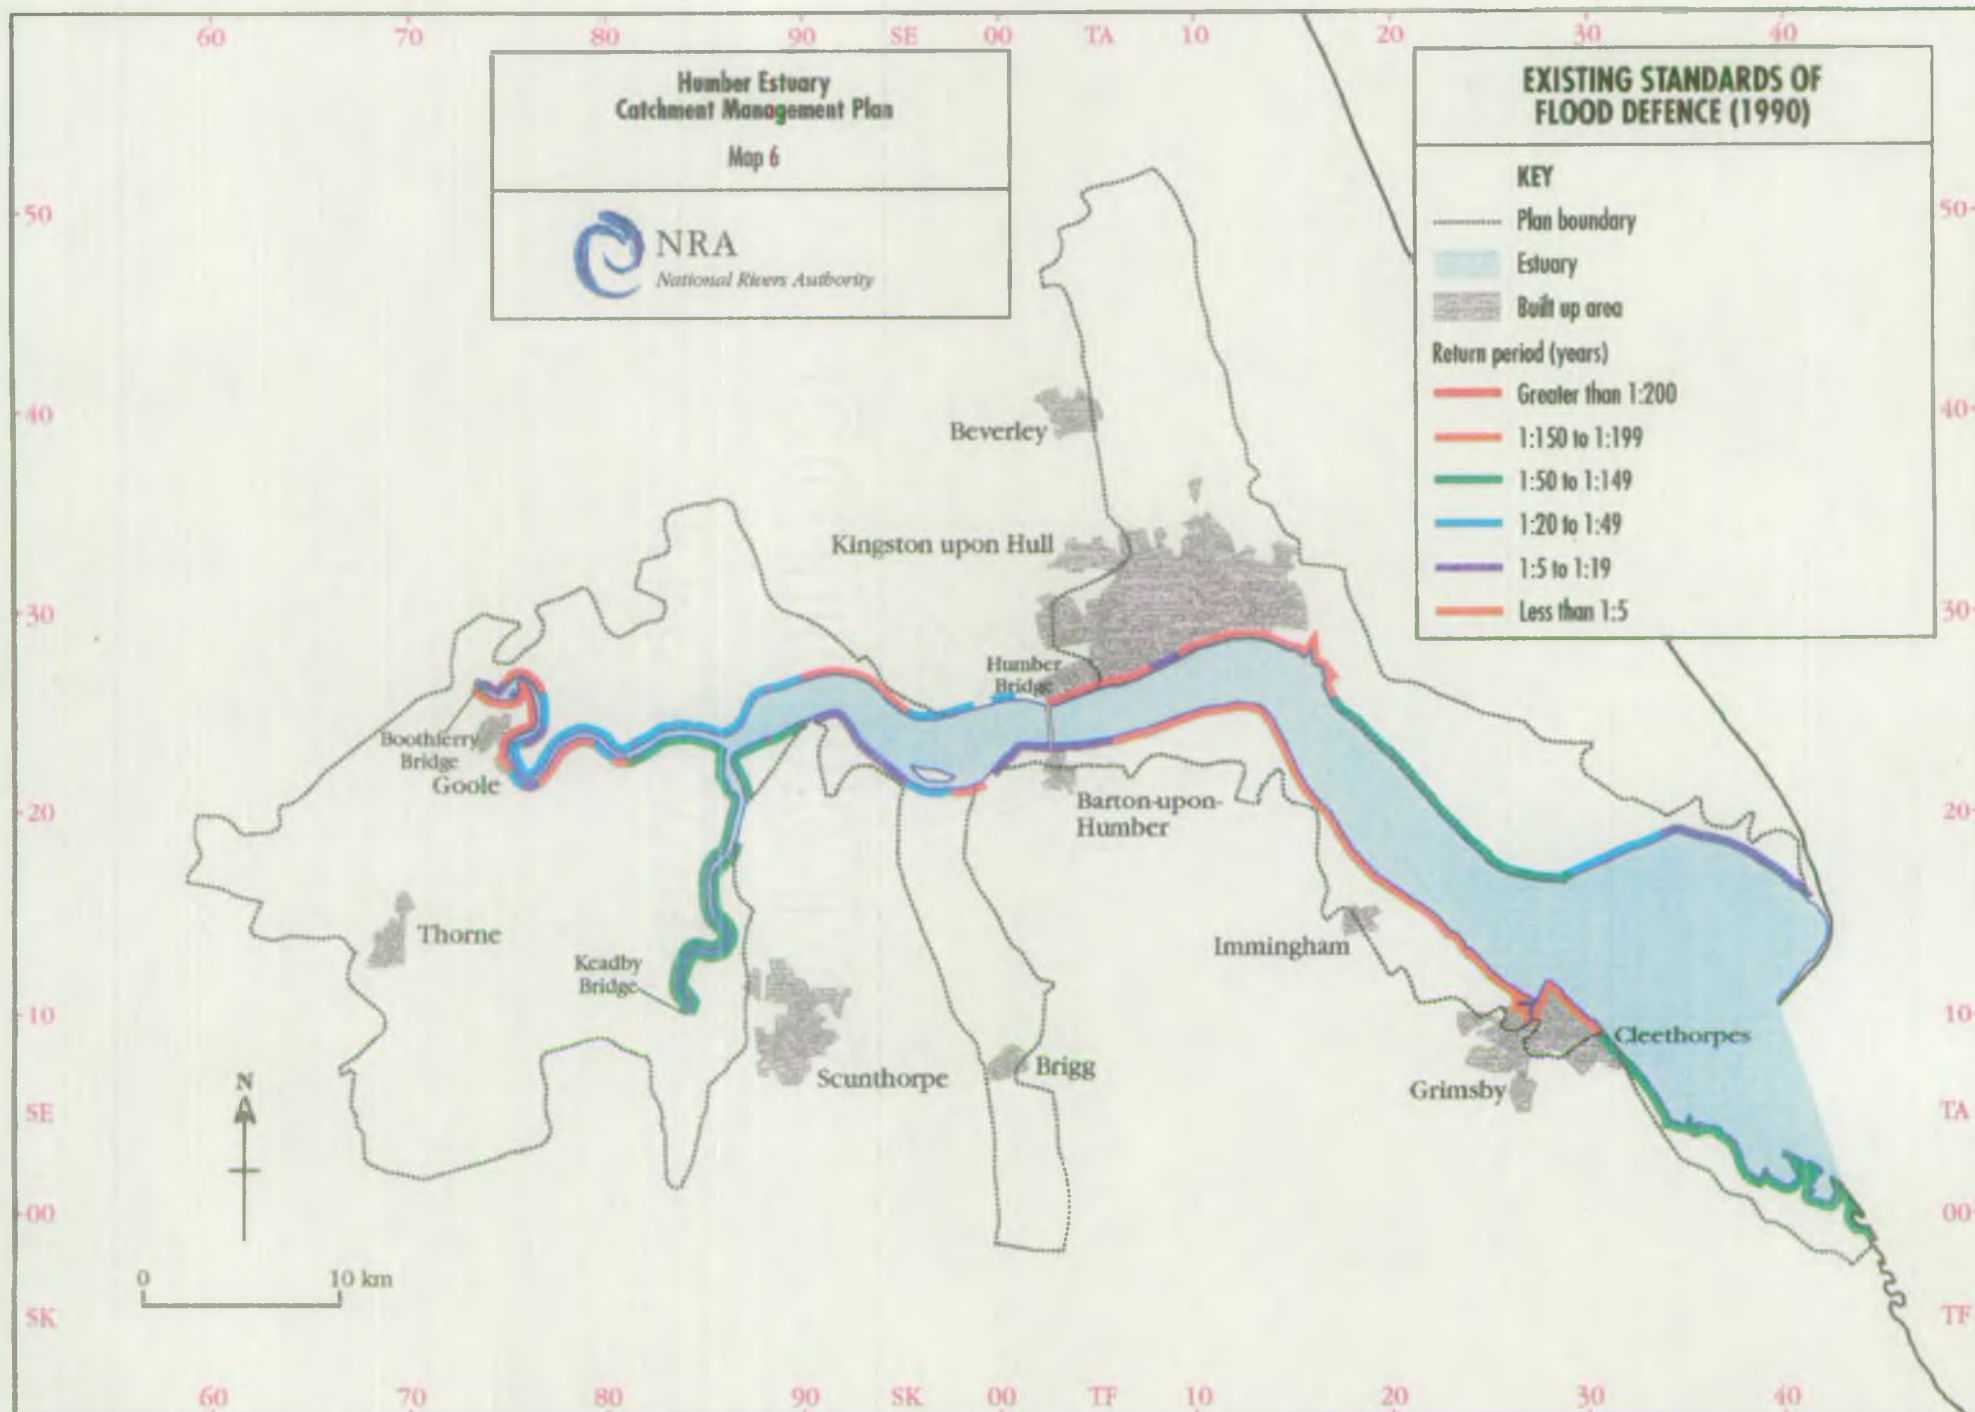 60 70 80 90 SE 00 TA 10 20 30 40
Humber Estuary
Catchment Management Plan
Map 6
NRA
National Rivers Authority
EXISTING STANDARDS OF
FLOOD DEFENCE (1990)
KEY
Plan boundary
Estuary
Built up area
Return period (years)
Greater than 1:200
1:150 to 1:199
1:50 to 1:149
1:20 to 1:49
1:5 to 1:19
Less than 1:5
50 50
40 40
30 30
20 20
10 10
SE TA
00 00
SK TF
Beverley
Kingston upon Hull
Humber
Bridge
Boothferry
Bridge
Goole
Barton-upon-
Humber
Thorne
Keadby
Bridge
Immingham
Scunthorpe
Brigg
Cleethorpes
Grimsby
N
0 10 km
60 70 80 90 SK 00 TF 10 20 30 40